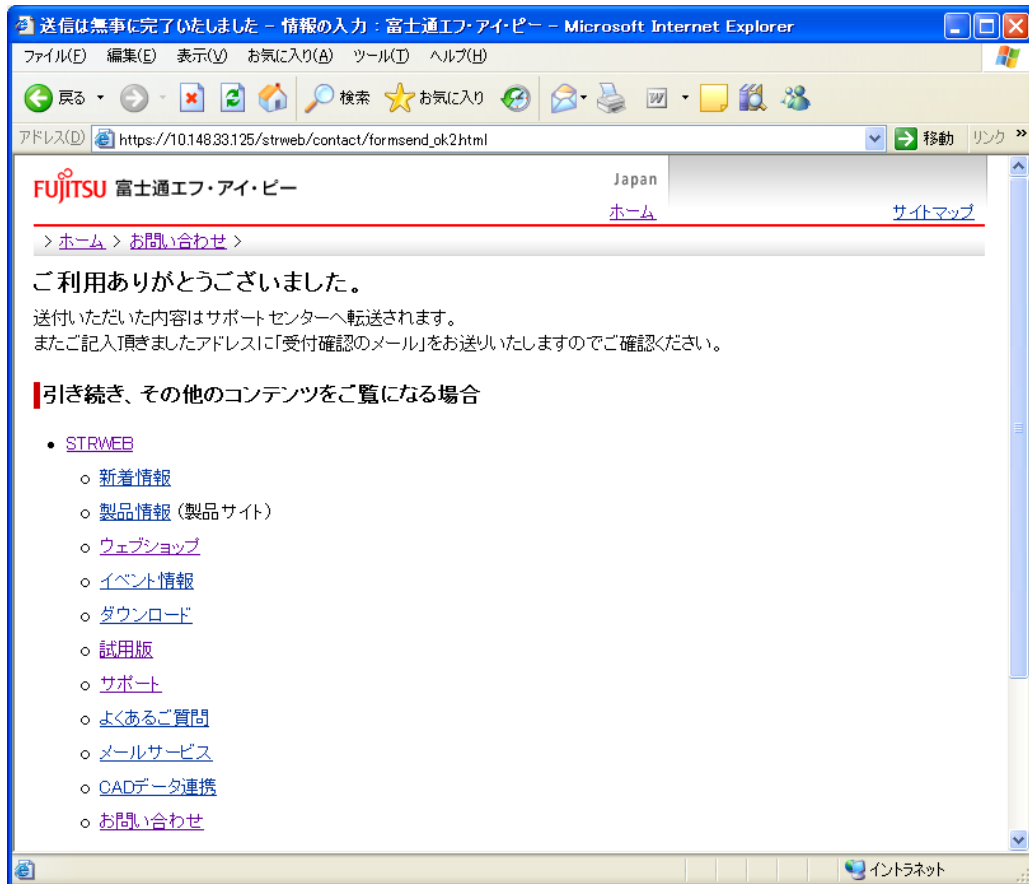 送信は無事に完了いたしました - 情報の入力：富士通エフ・アイ・ピー - Microsoft Internet Explorer
ファイル(F) 編集(E) 表示(V) お気に入り(A) ツール(T) ヘルプ(H)
戻る 検索 お気に入り
アドレス(D) https://10.148.33.125/strweb/contact/formsend_ok2.html 移動 リンク »
FUJITSU 富士通エフ・アイ・ピー
Japan
ホーム サイトマップ
> ホーム > お問い合わせ >
ご利用ありがとうございました。
送付いただいた内容はサポートセンターへ転送されます。
またご記入頂きましたアドレスに「受付確認のメール」をお送りいたしますのでご確認ください。
引き続き、その他のコンテンツをご覧になる場合
STRWEB
新着情報
製品情報 (製品サイト)
ウェブショップ
イベント情報
ダウンロード
試用版
サポート
よくあるご質問
メールサービス
CADデータ連携
お問い合わせ
イントラネット